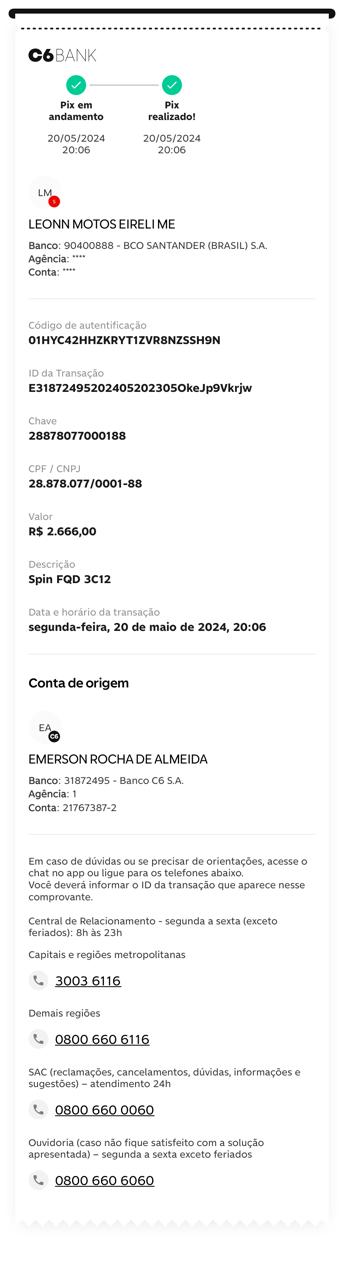 C6BANK
Pix em andamento
20/05/2024
20:06
Pix realizado!
20/05/2024
20:06
LM
S
LEONN MOTOS EIRELI ME
Banco: 90400888 - BCO SANTANDER (BRASIL) S.A.
Agência: ****
Conta: ****
Código de autentificação
01HYC42HHZKRYT1ZVR8NZSSH9N
ID da Transação
E31872495202405202305OkeJp9Vkrjw
Chave
28878077000188
CPF / CNPJ
28.878.077/0001-88
Valor
R$ 2.666,00
Descrição
Spin FQD 3C12
Data e horário da transação
segunda-feira, 20 de maio de 2024, 20:06
Conta de origem
EA
C6
EMERSON ROCHA DE ALMEIDA
Banco: 31872495 - Banco C6 S.A.
Agência: 1
Conta: 21767387-2
Em caso de dúvidas ou se precisar de orientações, acesse o
chat no app ou ligue para os telefones abaixo.
Você deverá informar o ID da transação que aparece nesse
comprovante.
Central de Relacionamento - segunda a sexta (exceto
feriados): 8h às 23h
Capitais e regiões metropolitanas
3003 6116
Demais regiões
0800 660 6116
SAC (reclamações, cancelamentos, dúvidas, informações e
sugestões) – atendimento 24h
0800 660 0060
Ouvidoria (caso não fique satisfeito com a solução
apresentada) – segunda a sexta exceto feriados
0800 660 6060